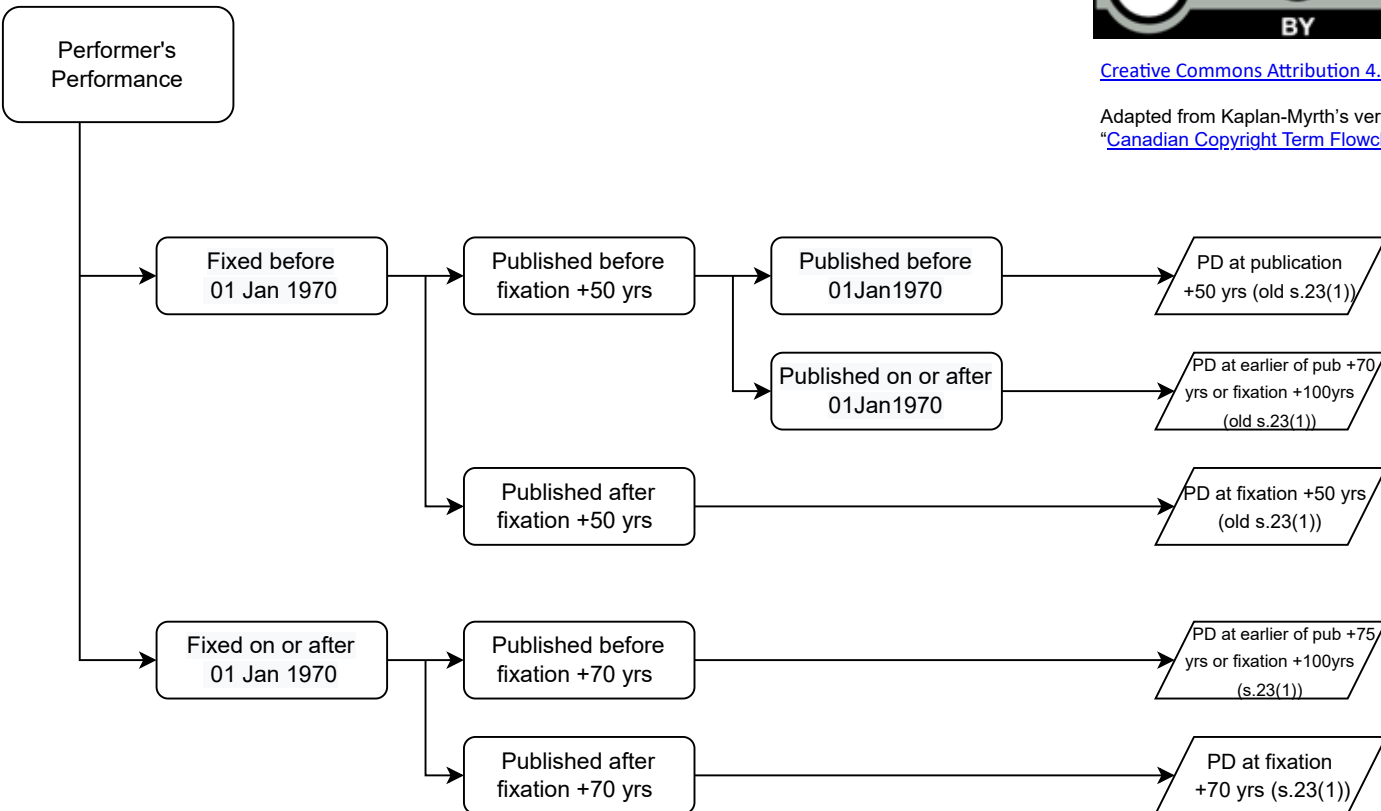 BY
Creative Commons Attribution 4.
Adapted from Kaplan-Myrth's ver
“Canadian Copyright Term Flowc
Performer's
Performance
Fixed before
01 Jan 1970
Published before
fixation +50 yrs
Published before
01Jan1970
PD at publication
+50 yrs (old s.23(1))
Published on or after
01Jan1970
PD at earlier of pub +70
yrs or fixation +100yrs
(old s.23(1))
Published after
fixation +50 yrs
PD at fixation +50 yrs
(old s.23(1))
Fixed on or after
01 Jan 1970
Published before
fixation +70 yrs
PD at earlier of pub +75
yrs or fixation +100yrs
(s.23(1))
Published after
fixation +70 yrs
PD at fixation
+70 yrs (s.23(1))